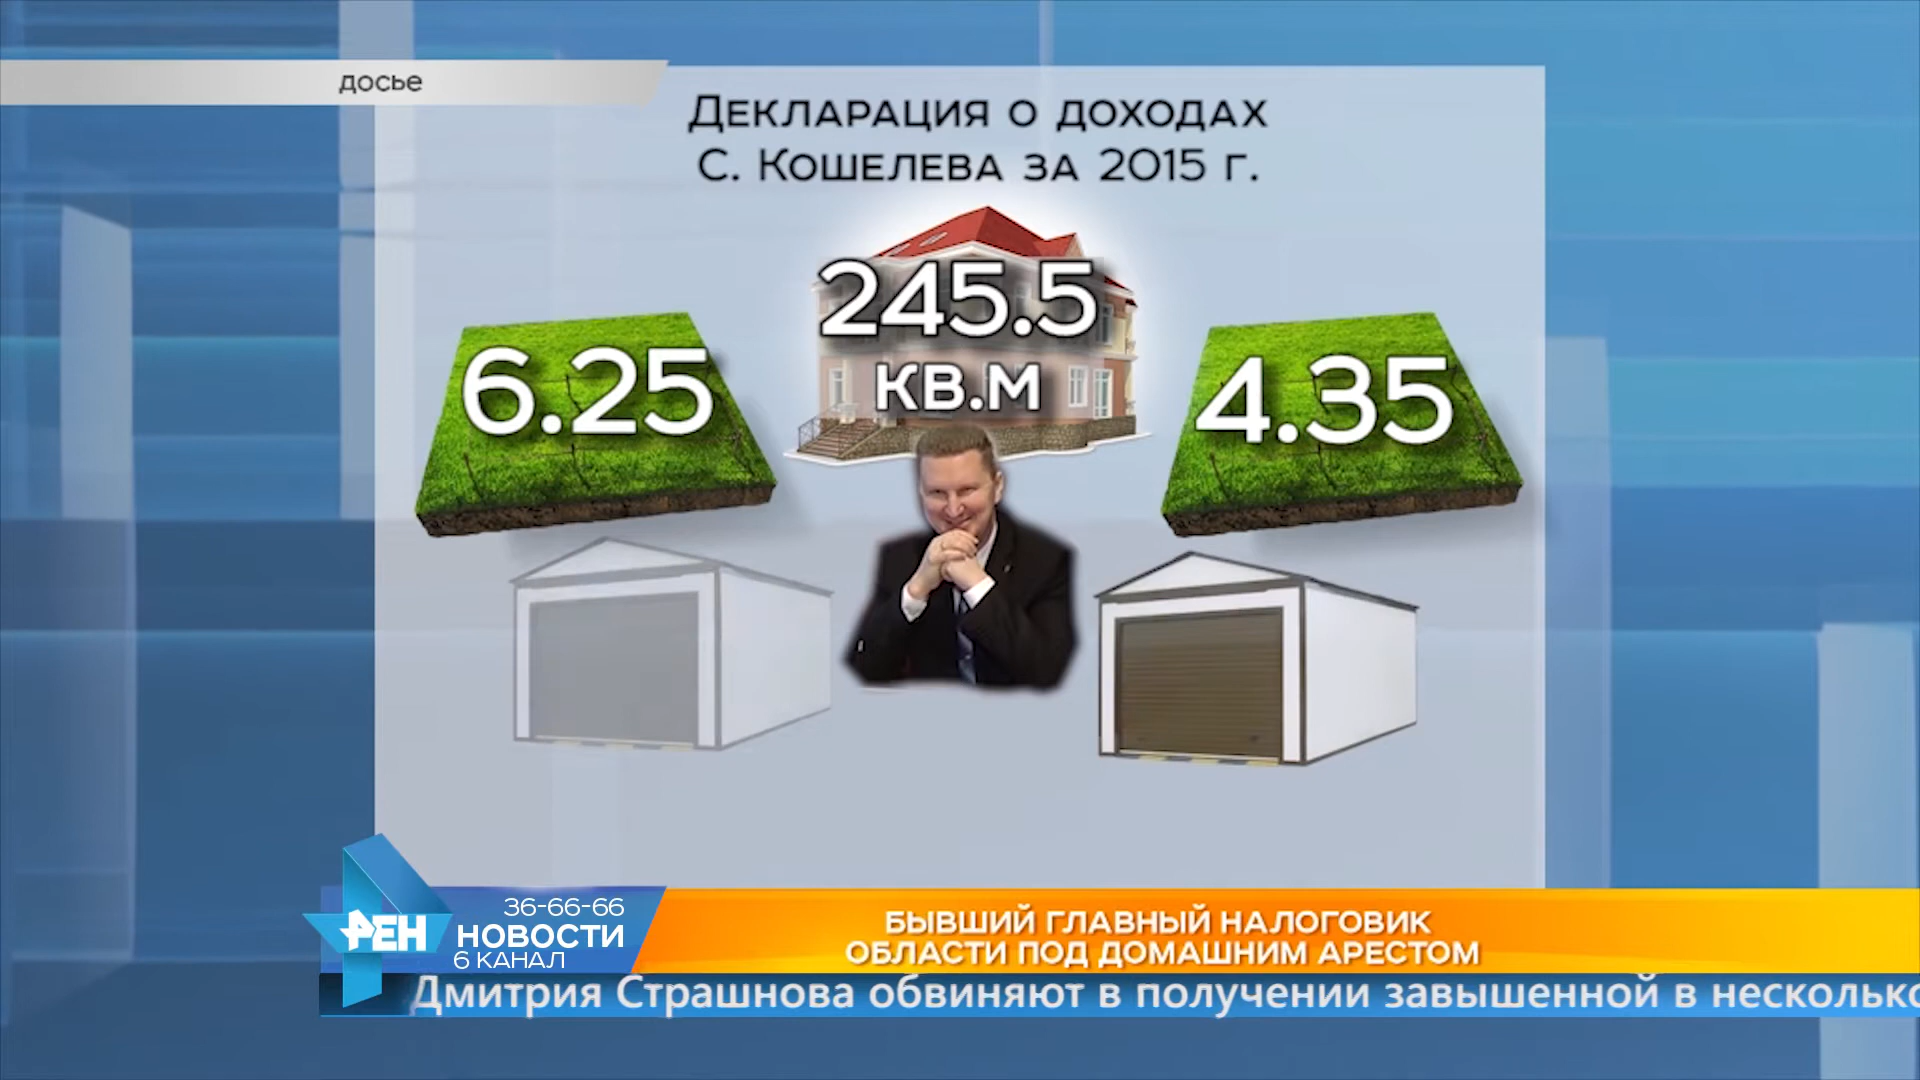 досье
Декларация о доходах
С. Кошелева за 2015 г.
245.5
кв.м
6.25
4.35
36-66-66
РЕН
НОВОСТИ
6 КАНАЛ
БЫВШИЙ ГЛАВНЫЙ НАЛОГОВИК
ОБЛАСТИ ПОД ДОМАШНИМ АРЕСТОМ
Дмитрия Страшнова обвиняют в получении завышенной в несколько